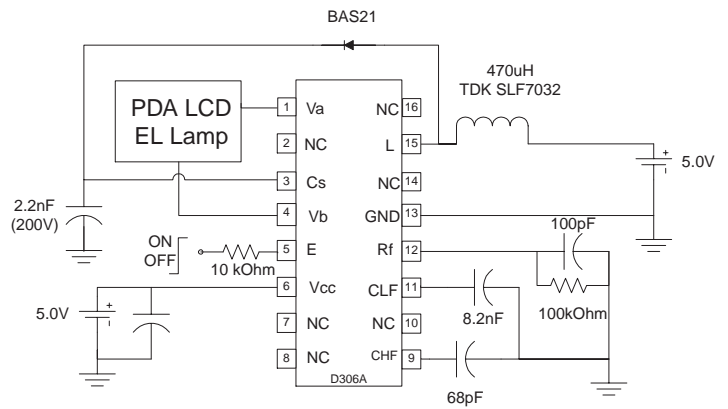 BAS21
470uH
TDK SLF7032
PDA LCD
EL Lamp
1 Va NC 16
2 NC L 15
3 Cs NC 14
4 Vb GND 13
5 E Rf 12
6 Vcc CLF 11
7 NC NC 10
8 NC CHF 9
D306A
+
-
5.0V
2.2nF
(200V)
ON
OFF
10 kOhm
100pF
100kOhm
+
-
5.0V
8.2nF
68pF